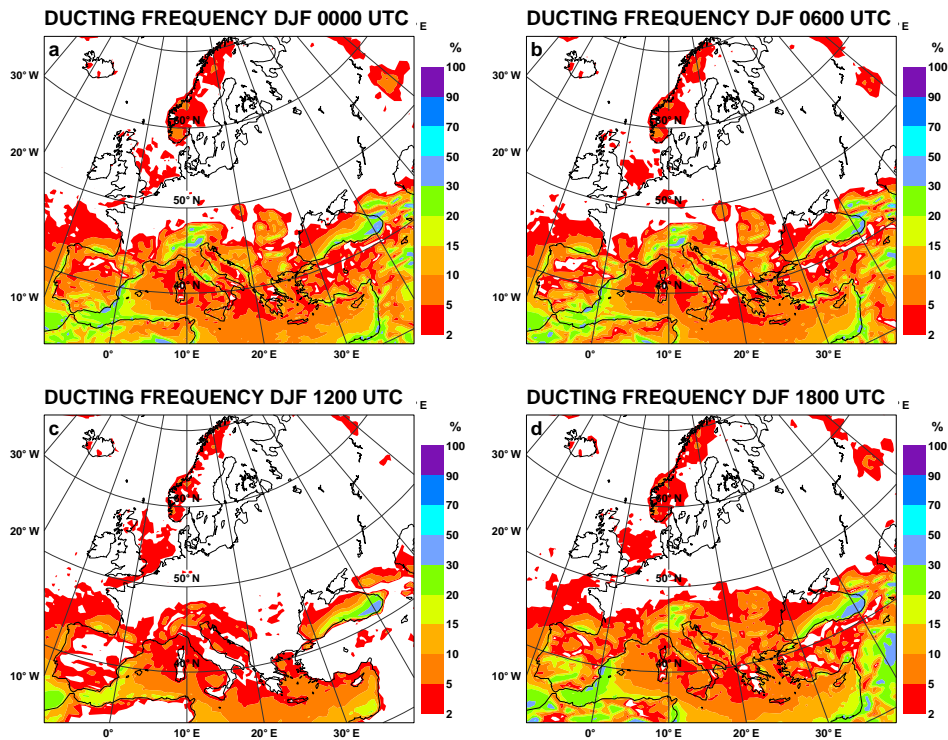 DUCTING FREQUENCY DJF 0000 UTC ° E
a
%
100
90
70
50
30
20
15
10
5
2
30° W
20° W
10° W
60° N
50° N
40° N
0°
10° E
20° E
30° E
DUCTING FREQUENCY DJF 0600 UTC ° E
b
%
100
90
70
50
30
20
15
10
5
2
30° W
20° W
10° W
60° N
50° N
40° N
0°
10° E
20° E
30° E
DUCTING FREQUENCY DJF 1200 UTC ° E
c
%
100
90
70
50
30
20
15
10
5
2
30° W
20° W
10° W
60° N
50° N
40° N
0°
10° E
20° E
30° E
DUCTING FREQUENCY DJF 1800 UTC ° E
d
%
100
90
70
50
30
20
15
10
5
2
30° W
20° W
10° W
60° N
50° N
40° N
0°
10° E
20° E
30° E